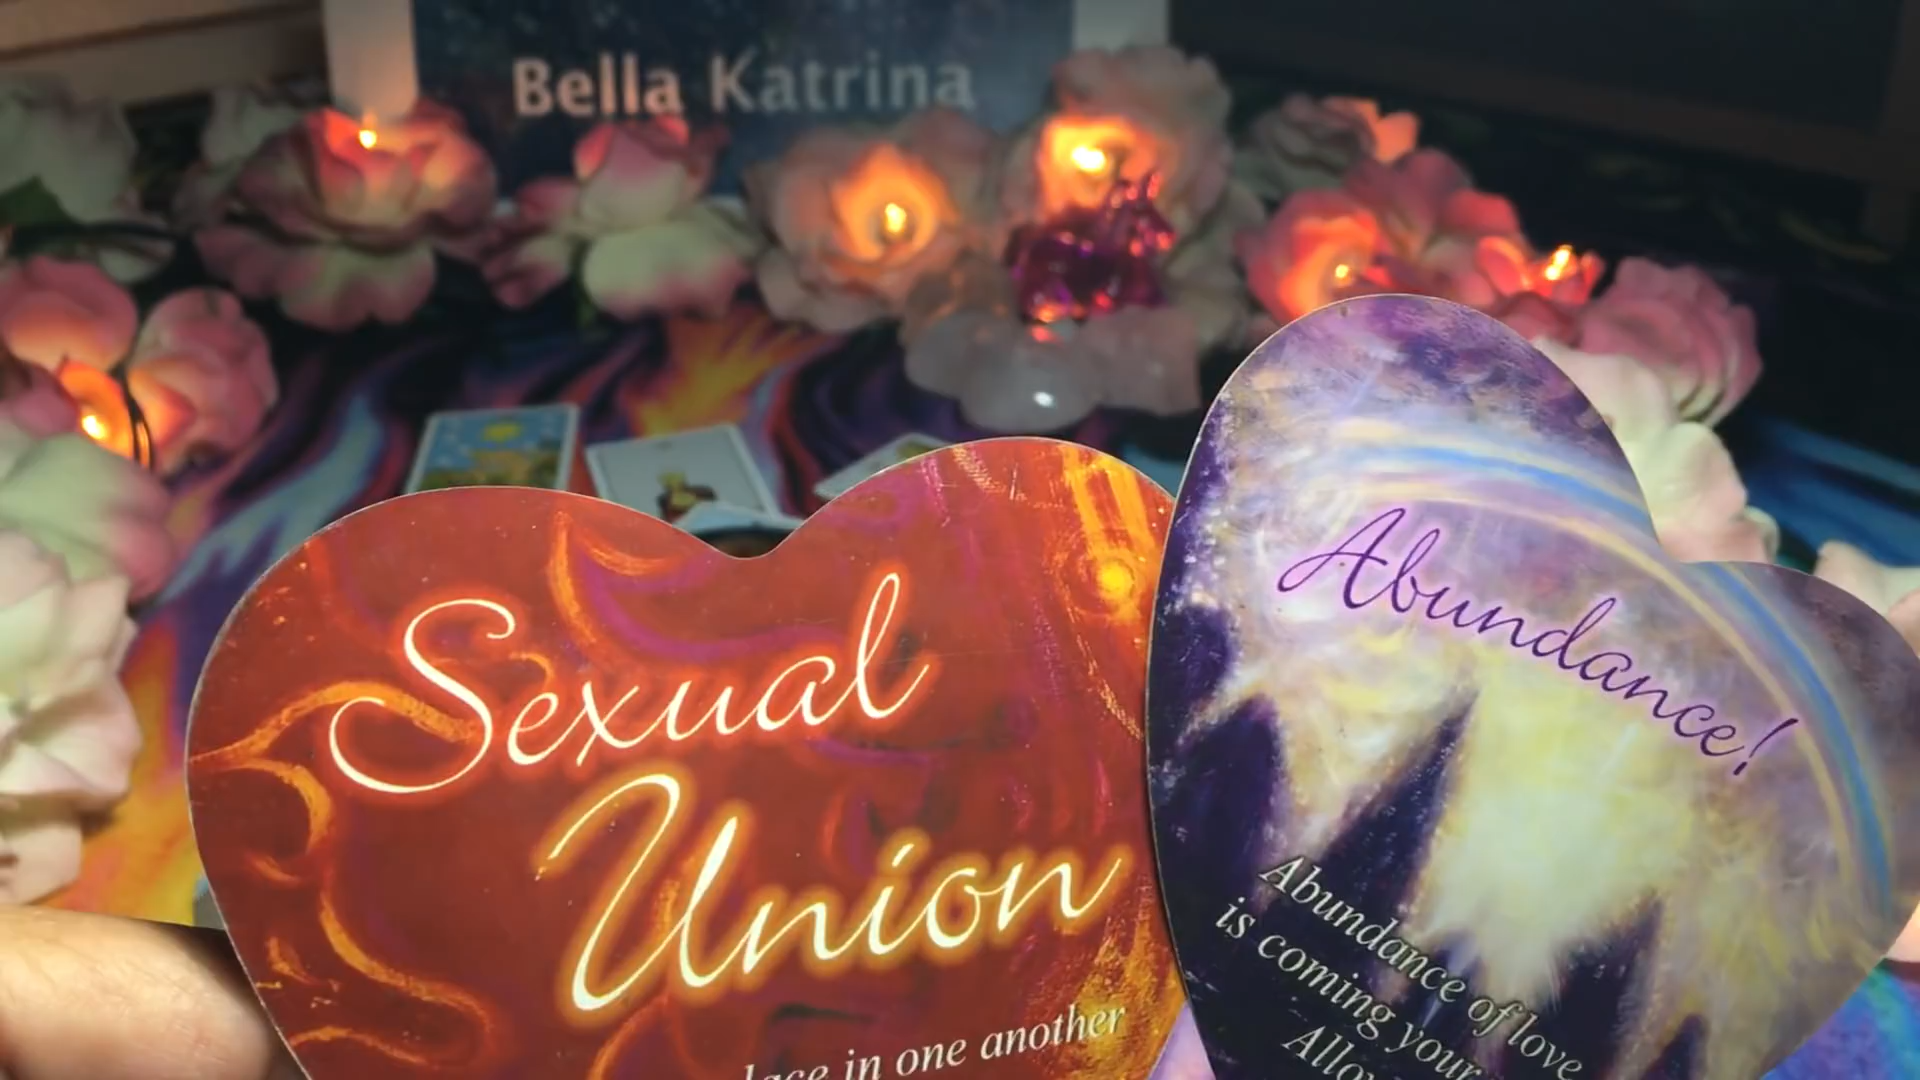 Bella Katrina
Sexual
Union
in one another
Abundance!
Abundance of love
is coming your